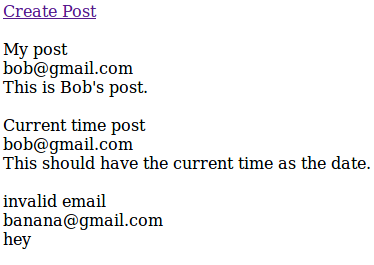 Create Post
My post
bob@gmail.com
This is Bob's post.
Current time post
bob@gmail.com
This should have the current time as the date.
invalid email
banana@gmail.com
hey